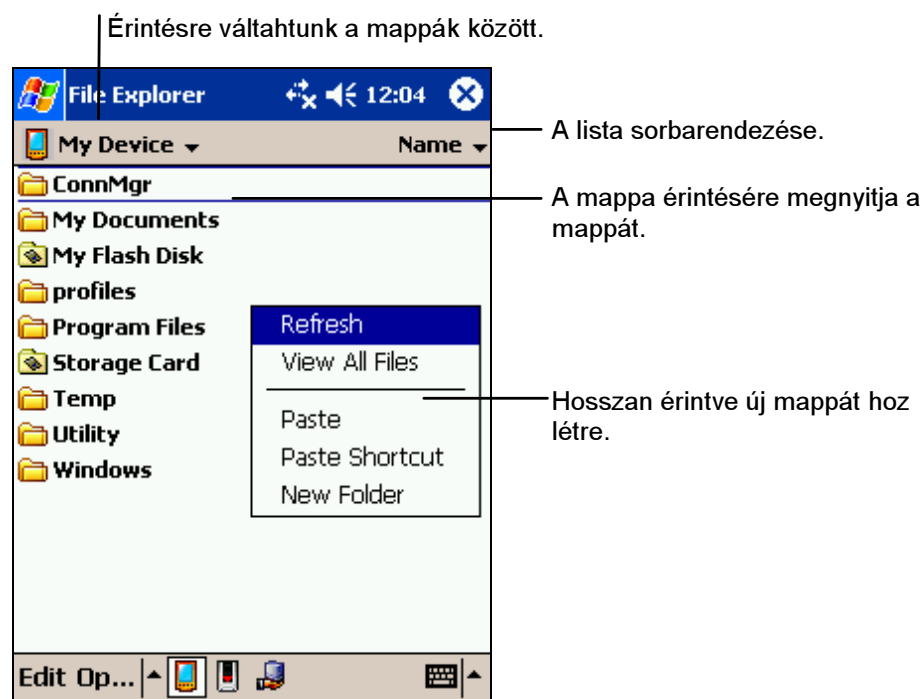 Érintésre váltahtunk a mappák között.
File Explorer 12:04
My Device Name
A lista sorbarendezése.
ConnMgr
A mappa érintésére megnyitja a
mappát.
My Documents
My Flash Disk
profiles
Program Files
Storage Card
Temp
Utility
Windows
Refresh
View All Files
Paste
Paste Shortcut
New Folder
Hosszan érintve új mappát hoz
létre.
Edit Op...